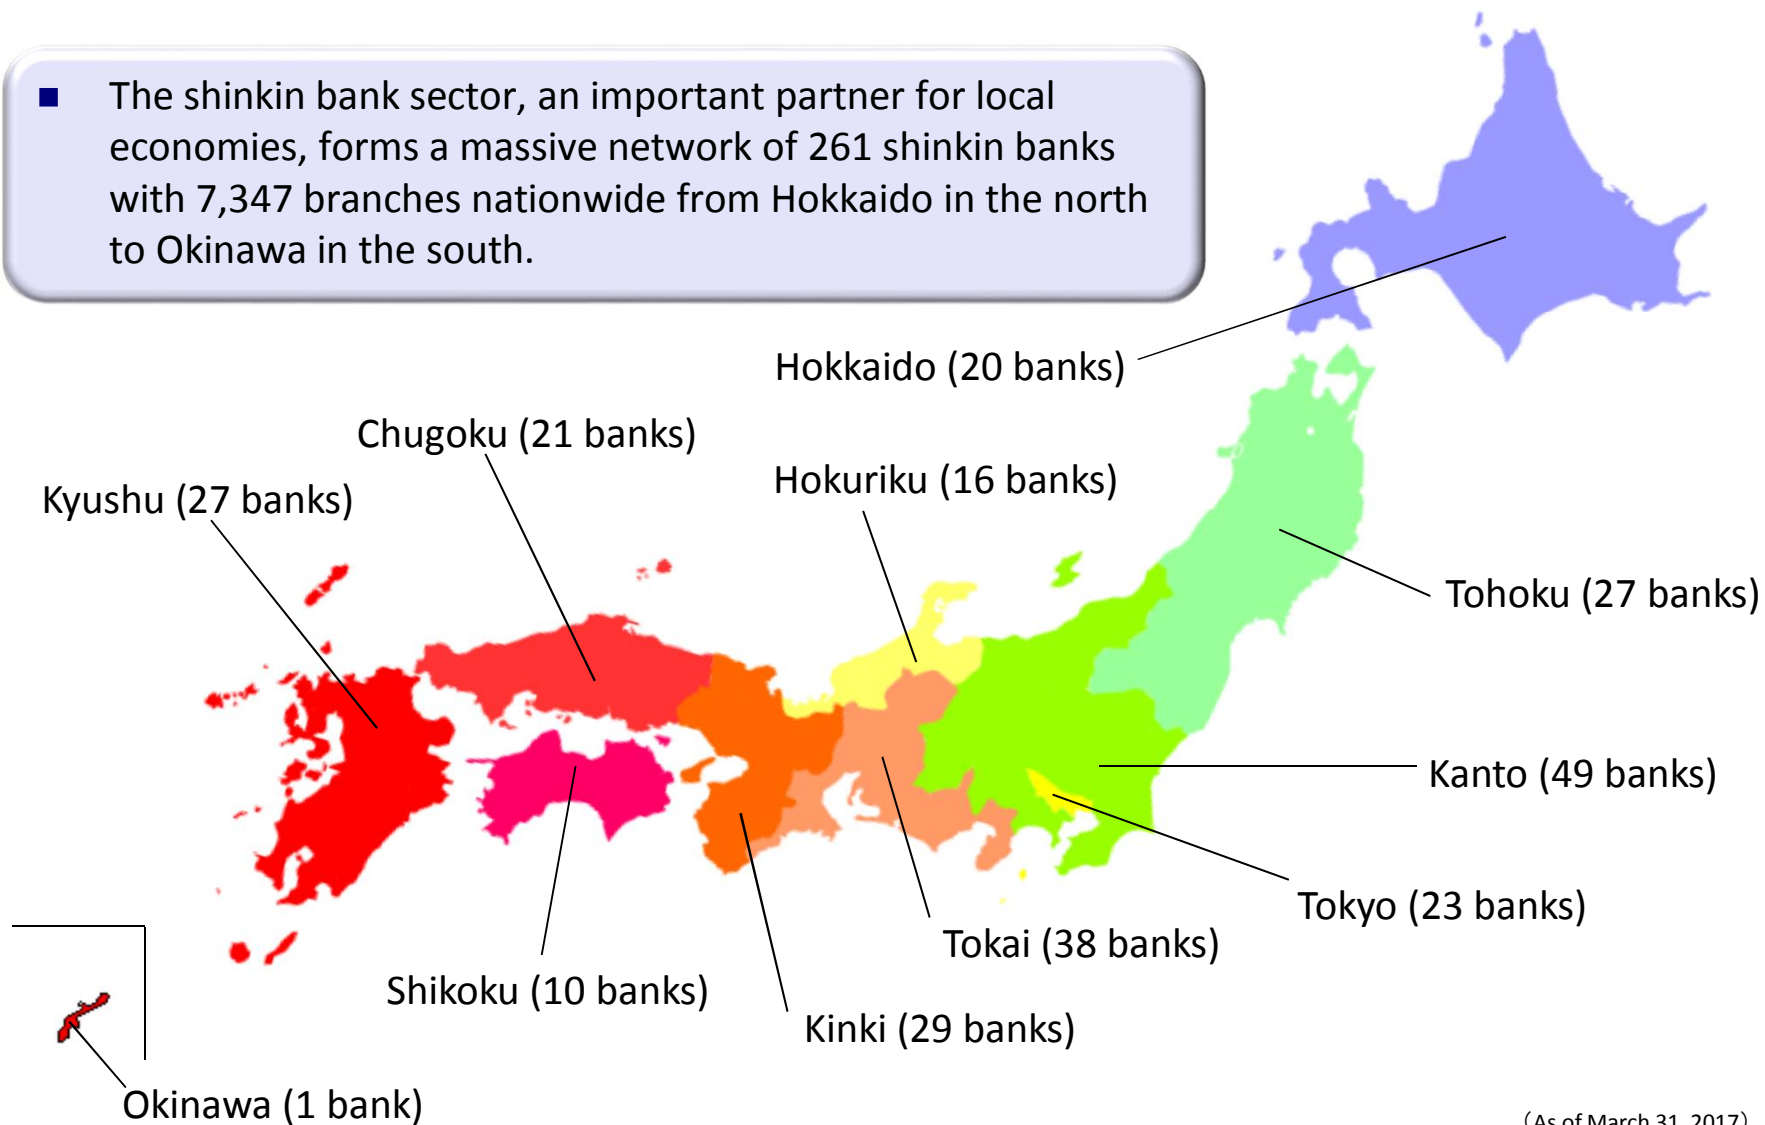 The shinkin bank sector, an important partner for local
economies, forms a massive network of 261 shinkin banks
with 7,347 branches nationwide from Hokkaido in the north
to Okinawa in the south.
Hokkaido (20 banks)
Chugoku (21 banks)
Hokuriku (16 banks)
Kyushu (27 banks)
Tohoku (27 banks)
Kanto (49 banks)
Tokyo (23 banks)
Tokai (38 banks)
Shikoku (10 banks)
Kinki (29 banks)
Okinawa (1 bank)
（As of March 31, 2017）